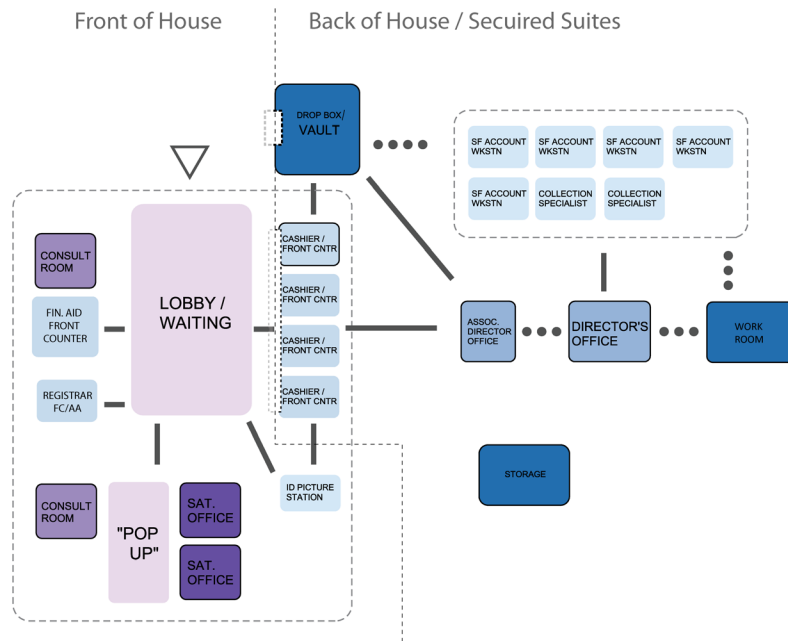 Front of House
Back of House / Secuired Suites
DROP BOX/
VAULT
SF ACCOUNT
WKSTN
SF ACCOUNT
WKSTN
SF ACCOUNT
WKSTN
SF ACCOUNT
WKSTN
SF ACCOUNT
WKSTN
COLLECTION
SPECIALIST
COLLECTION
SPECIALIST
CONSULT
ROOM
LOBBY /
WAITING
CASHIER /
FRONT CNTR
CASHIER /
FRONT CNTR
CASHIER /
FRONT CNTR
CASHIER /
FRONT CNTR
FIN. AID
FRONT
COUNTER
REGISTRAR
FC/AA
ASSOC.
DIRECTOR
OFFICE
DIRECTOR'S
OFFICE
WORK
ROOM
CONSULT
ROOM
"POP
UP"
SAT.
OFFICE
SAT.
OFFICE
ID PICTURE
STATION
STORAGE